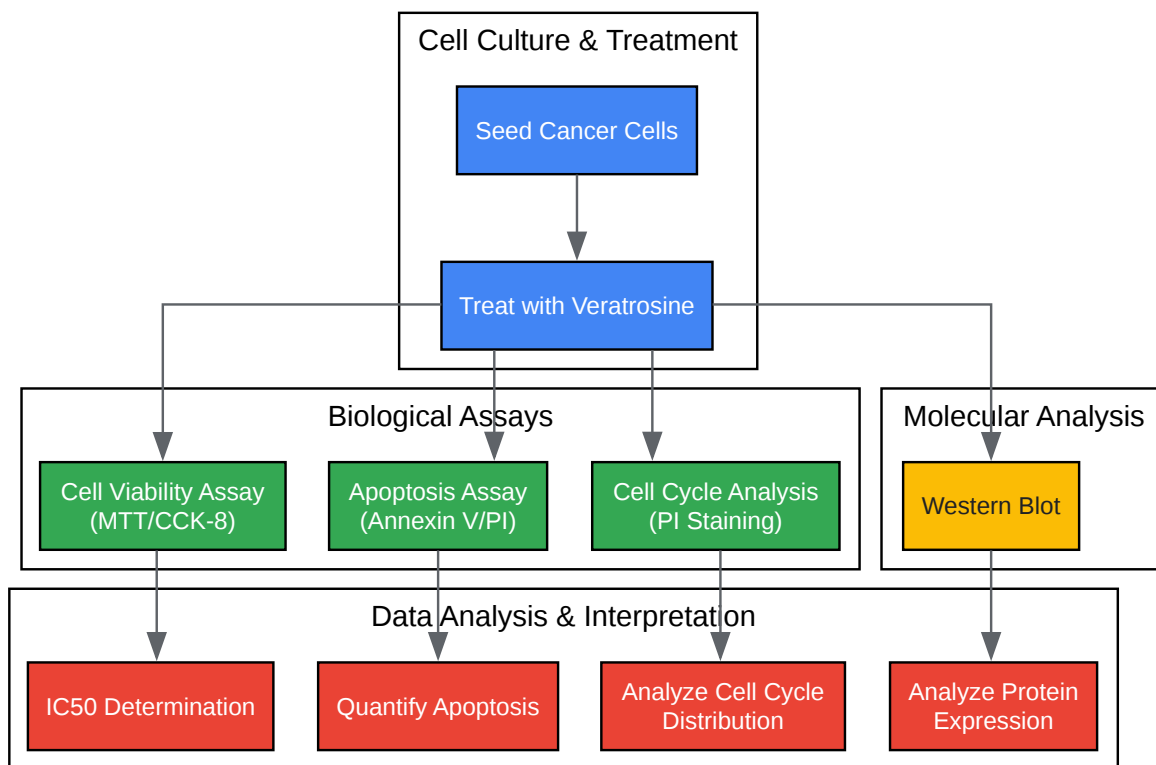 Cell Culture & Treatment
Seed Cancer Cells
Treat with Veratrosine
Biological Assays
Molecular Analysis
Cell Viability Assay
(MTT/CCK-8)
Apoptosis Assay
(Annexin V/PI)
Cell Cycle Analysis
(PI Staining)
Western Blot
Data Analysis & Interpretation
IC50 Determination
Quantify Apoptosis
Analyze Cell Cycle
Distribution
Analyze Protein
Expression